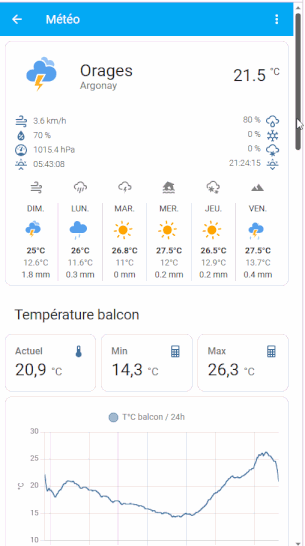 Météo
Orages
Argonay
21.5 °C
3.6 km/h 80 %
70 % 0 %
1015.4 hPa 0 %
05:43:08 21:24:15
DIM. LUN. MAR. MER. JEU. VEN.
25°C 26°C 26.8°C 27.5°C 26.5°C 27.5°C
12.6°C 11.6°C 11°C 12°C 12.9°C 13.7°C
1.8 mm 0.3 mm 0 mm 0.2 mm 0.2 mm 0.4 mm
Température balcon
Actuel Min Max
20,9 °C 14,3 °C 26,3 °C
T°C balcon / 24h
30
25
°C
20
15
10